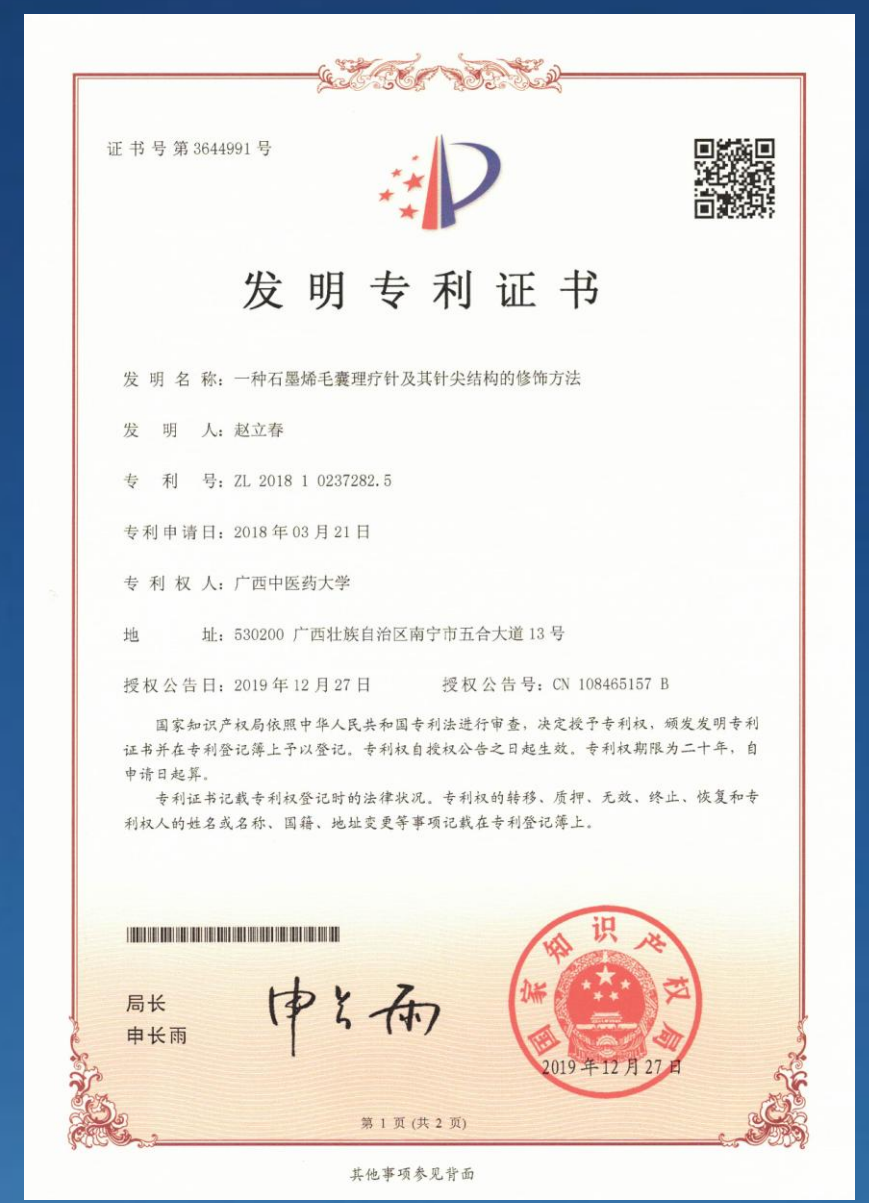 证书号第3644991号
发明专利证书
发明名称：一种石墨烯毛囊理疗针及其针尖结构的修饰方法
发明人：赵立春
专利号：ZL 2018 1 0237282.5
专利申请日：2018年03月21日
专利权人：广西中医药大学
地址：530200 广西壮族自治区南宁市五合大道13号
授权公告日：2019年12月27日 授权公告号：CN 108465157 B
国家知识产权局依照中华人民共和国专利法进行审查，决定授予专利权，颁发发明专利
证书并在专利登记簿上予以登记。专利权自授权公告之日起生效。专利权期限为二十年，自
申请日起算。
专利证书记载专利权登记时的法律状况。专利权的转移、质押、无效、终止、恢复和专
利权人的姓名或名称、国籍、地址变更等事项记载在专利登记簿上。
局长
申长雨
申长雨
国家知识产权局
2019年12月27日
第 1 页 (共 2 页)
其他事项参见背面